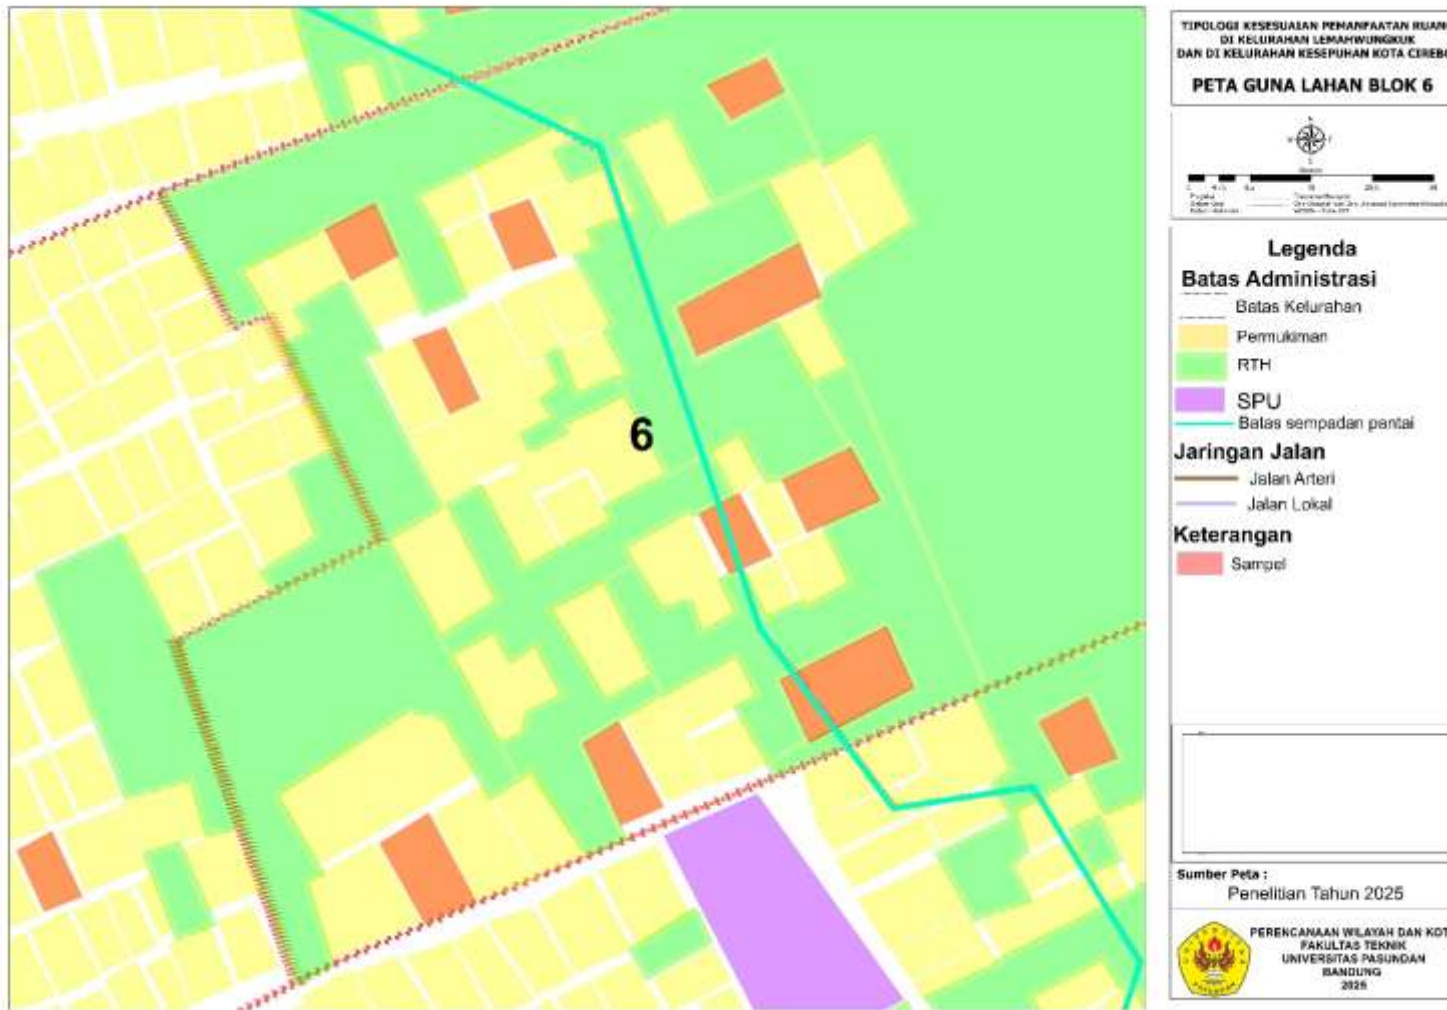 6
TIPOLOGI KESESUAIAN PEMANFAATAN RUANG
DI KELURAHAN LEMAHWUNGKUK
DAN DI KELURAHAN KESEPUHAN KOTA CIREBO
PETA GUNA LAHAN BLOK 6
Legenda
Batas Administrasi
Batas Kelurahan
Permukiman
RTH
SPU
Batas sempadan pantai
Jaringan Jalan
Jalan Arteri
Jalan Lokal
Keterangan
Sampel
Sumber Peta :
Penelitian Tahun 2025
PERENCANAAN WILAYAH DAN KOT
FAKULTAS TEKNIK
UNIVERSITAS PASUNDAN
BANDUNG
2025